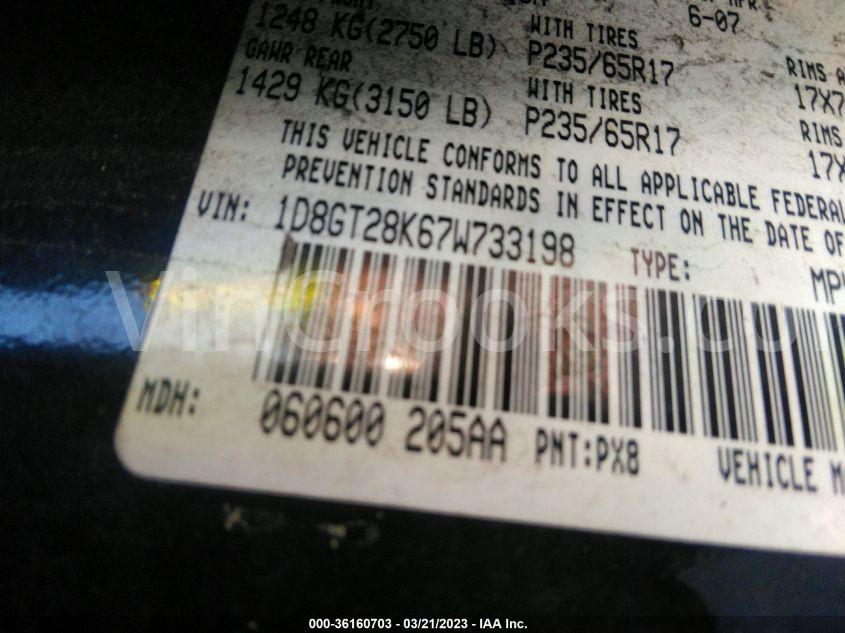 6-07
1248 KG(2750 LB) WITH TIRES
P235/65R17 RIMS
GAWR REAR WITH TIRES 17X7
1429 KG(3150 LB) P235/65R17 RIMS
THIS VEHICLE CONFORMS TO ALL APPLICABLE FEDERAL
PREVENTION STANDARDS IN EFFECT ON THE DATE OF
VIN: 1D8GT28K67W733198 TYPE:
VinCrooks.com
MDH: 060600 205AA PNT:PX8 VEHICLE
000-36160703 - 03/21/2023 - IAA Inc.